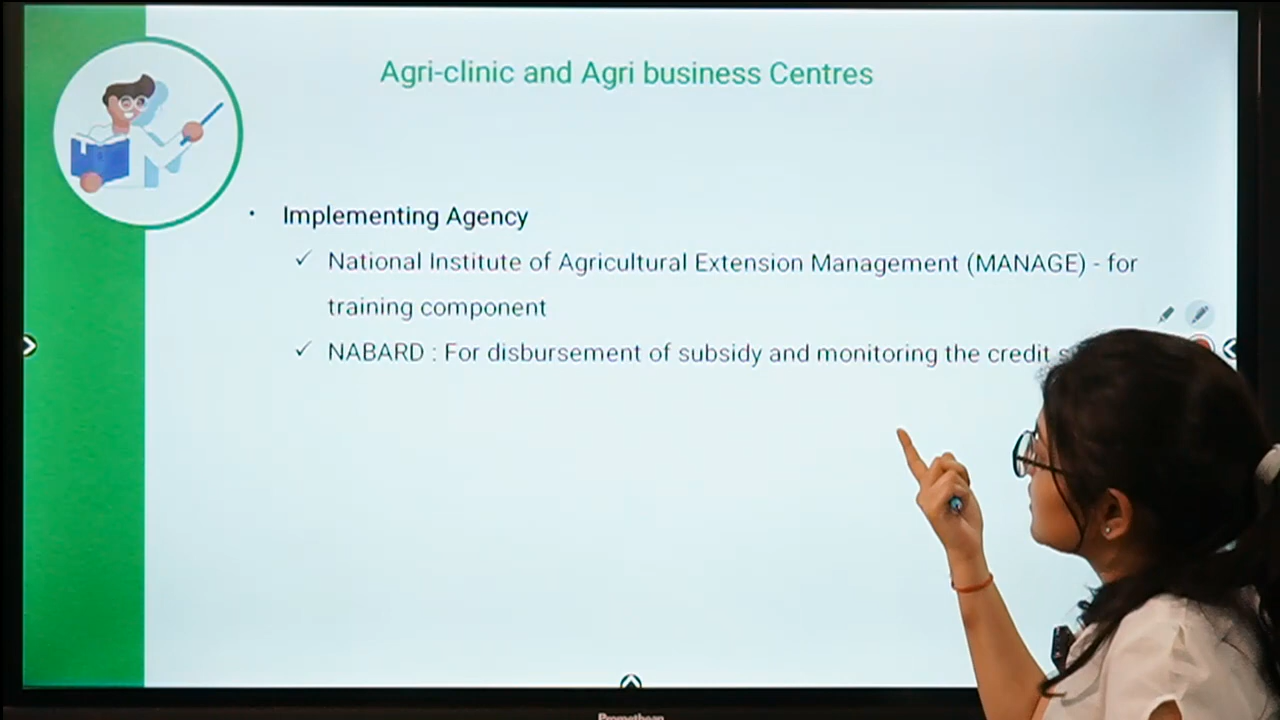 Agri-clinic and Agri business Centres
• Implementing Agency
✓ National Institute of Agricultural Extension Management (MANAGE) - for
training component
✓ NABARD : For disbursement of subsidy and monitoring the credit
Promethean